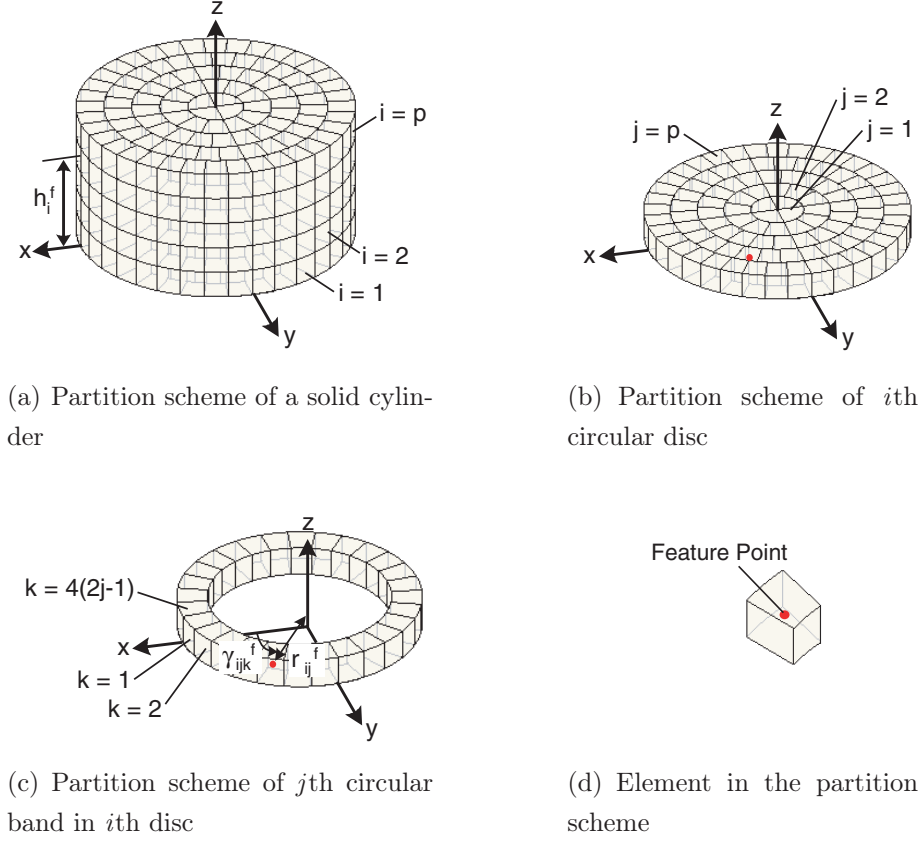 z
i = p
h_i^f
x
i = 2
i = 1
y
(a) Partition scheme of a solid cylin-
der
z
j = 2
j = 1
j = p
x
y
(b) Partition scheme of ith
circular disc
z
k = 4(2j-1)
x
γ_ijk^f
r_ij^f
k = 1
k = 2
y
(c) Partition scheme of jth circular
band in ith disc
Feature Point
(d) Element in the partition
scheme